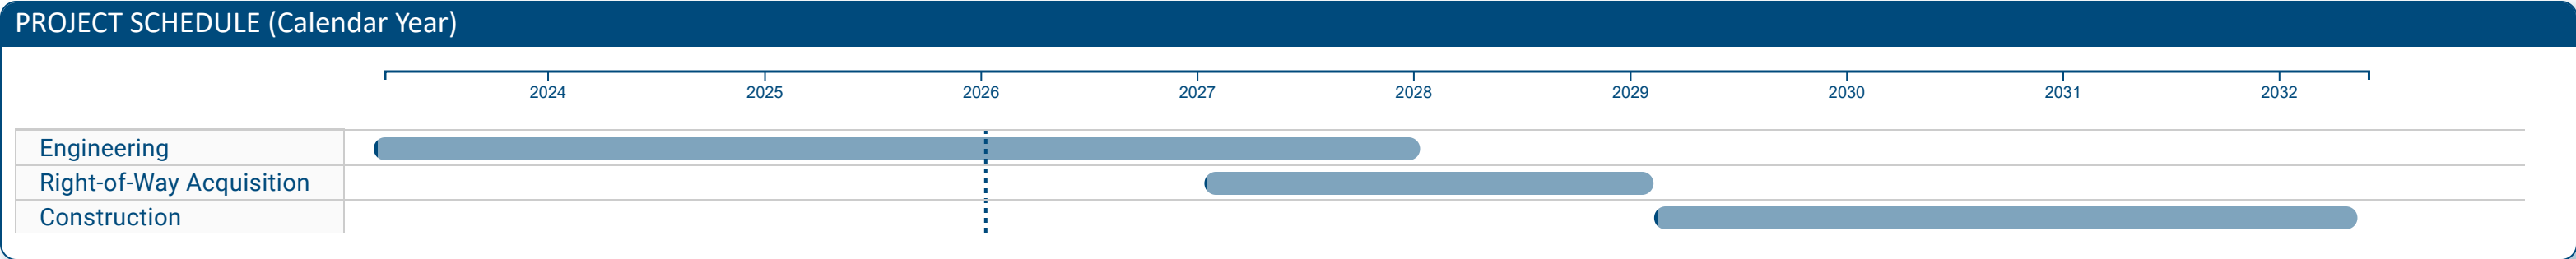 PROJECT SCHEDULE (Calendar Year)
2024 2025 2026 2027 2028 2029 2030 2031 2032
Engineering
Right-of-Way Acquisition
Construction